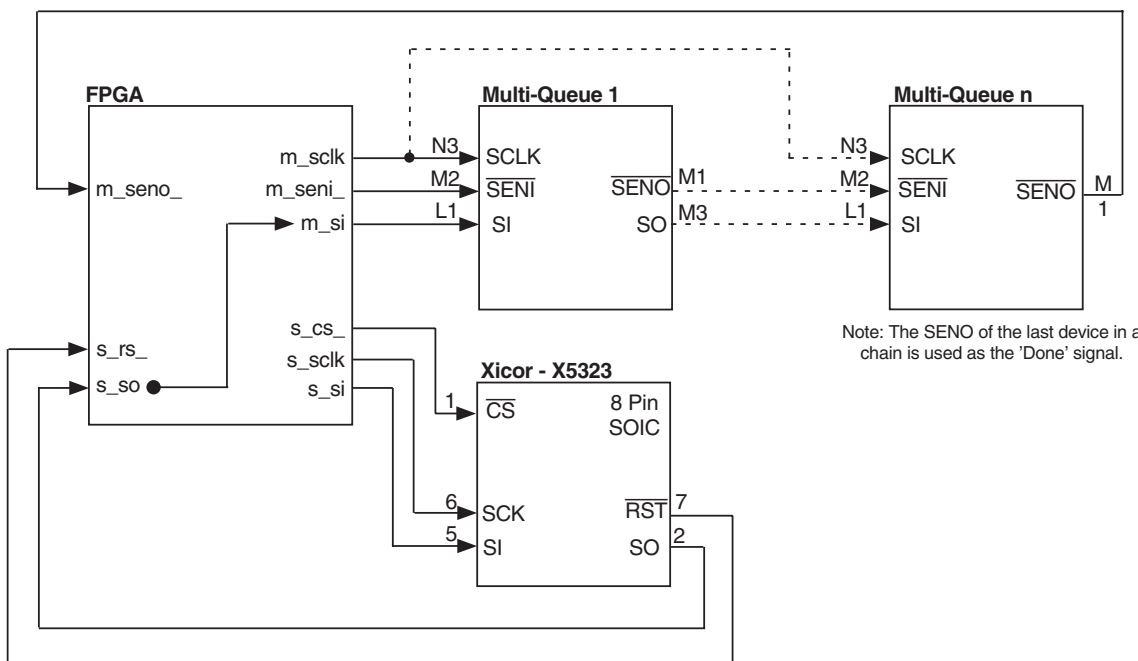 FPGA
m_seno_
m_sclk
m_seni_
m_si
s_rs_
s_so
s_cs_
s_sclk
s_si
Multi-Queue 1
N3
M2
L1
SCLK
SENI
SI
SENO
SO
M1
M3
Multi-Queue n
N3
M2
L1
SCLK
SENI
SI
SENO
M
1
Note: The SENO of the last device in a
chain is used as the 'Done' signal.
Xicor - X5323
1
CS
8 Pin
SOIC
6
SCK
5
SI
RST
7
SO
2